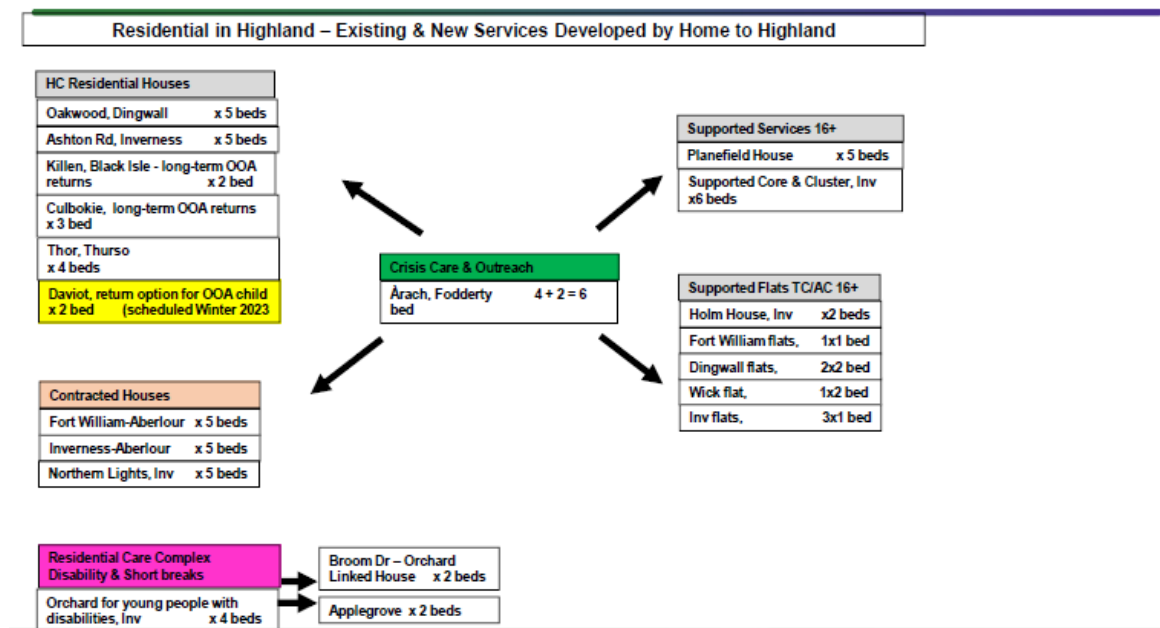 Residential in Highland – Existing & New Services Developed by Home to Highland
HC Residential Houses
Oakwood, Dingwall x 5 beds
Ashton Rd, Inverness x 5 beds
Killen, Black Isle - long-term OOA
returns x 2 bed
Culbokie, long-term OOA returns
x 3 bed
Thor, Thurso
x 4 beds
Daviot, return option for OOA child
x 2 bed (scheduled Winter 2023
Supported Services 16+
Planefield House x 5 beds
Supported Core & Cluster, Inv
x6 beds
Crisis Care & Outreach
Àrach, Fodderty 4 + 2 = 6
bed
Supported Flats TC/AC 16+
Holm House, Inv x2 beds
Fort William flats, 1x1 bed
Dingwall flats, 2x2 bed
Wick flat, 1x2 bed
Inv flats, 3x1 bed
Contracted Houses
Fort William-Aberlour x 5 beds
Inverness-Aberlour x 5 beds
Northern Lights, Inv x 5 beds
Residential Care Complex
Disability & Short breaks
Orchard for young people with
disabilities, Inv x 4 beds
Broom Dr – Orchard
Linked House x 2 beds
Applegrove x 2 beds